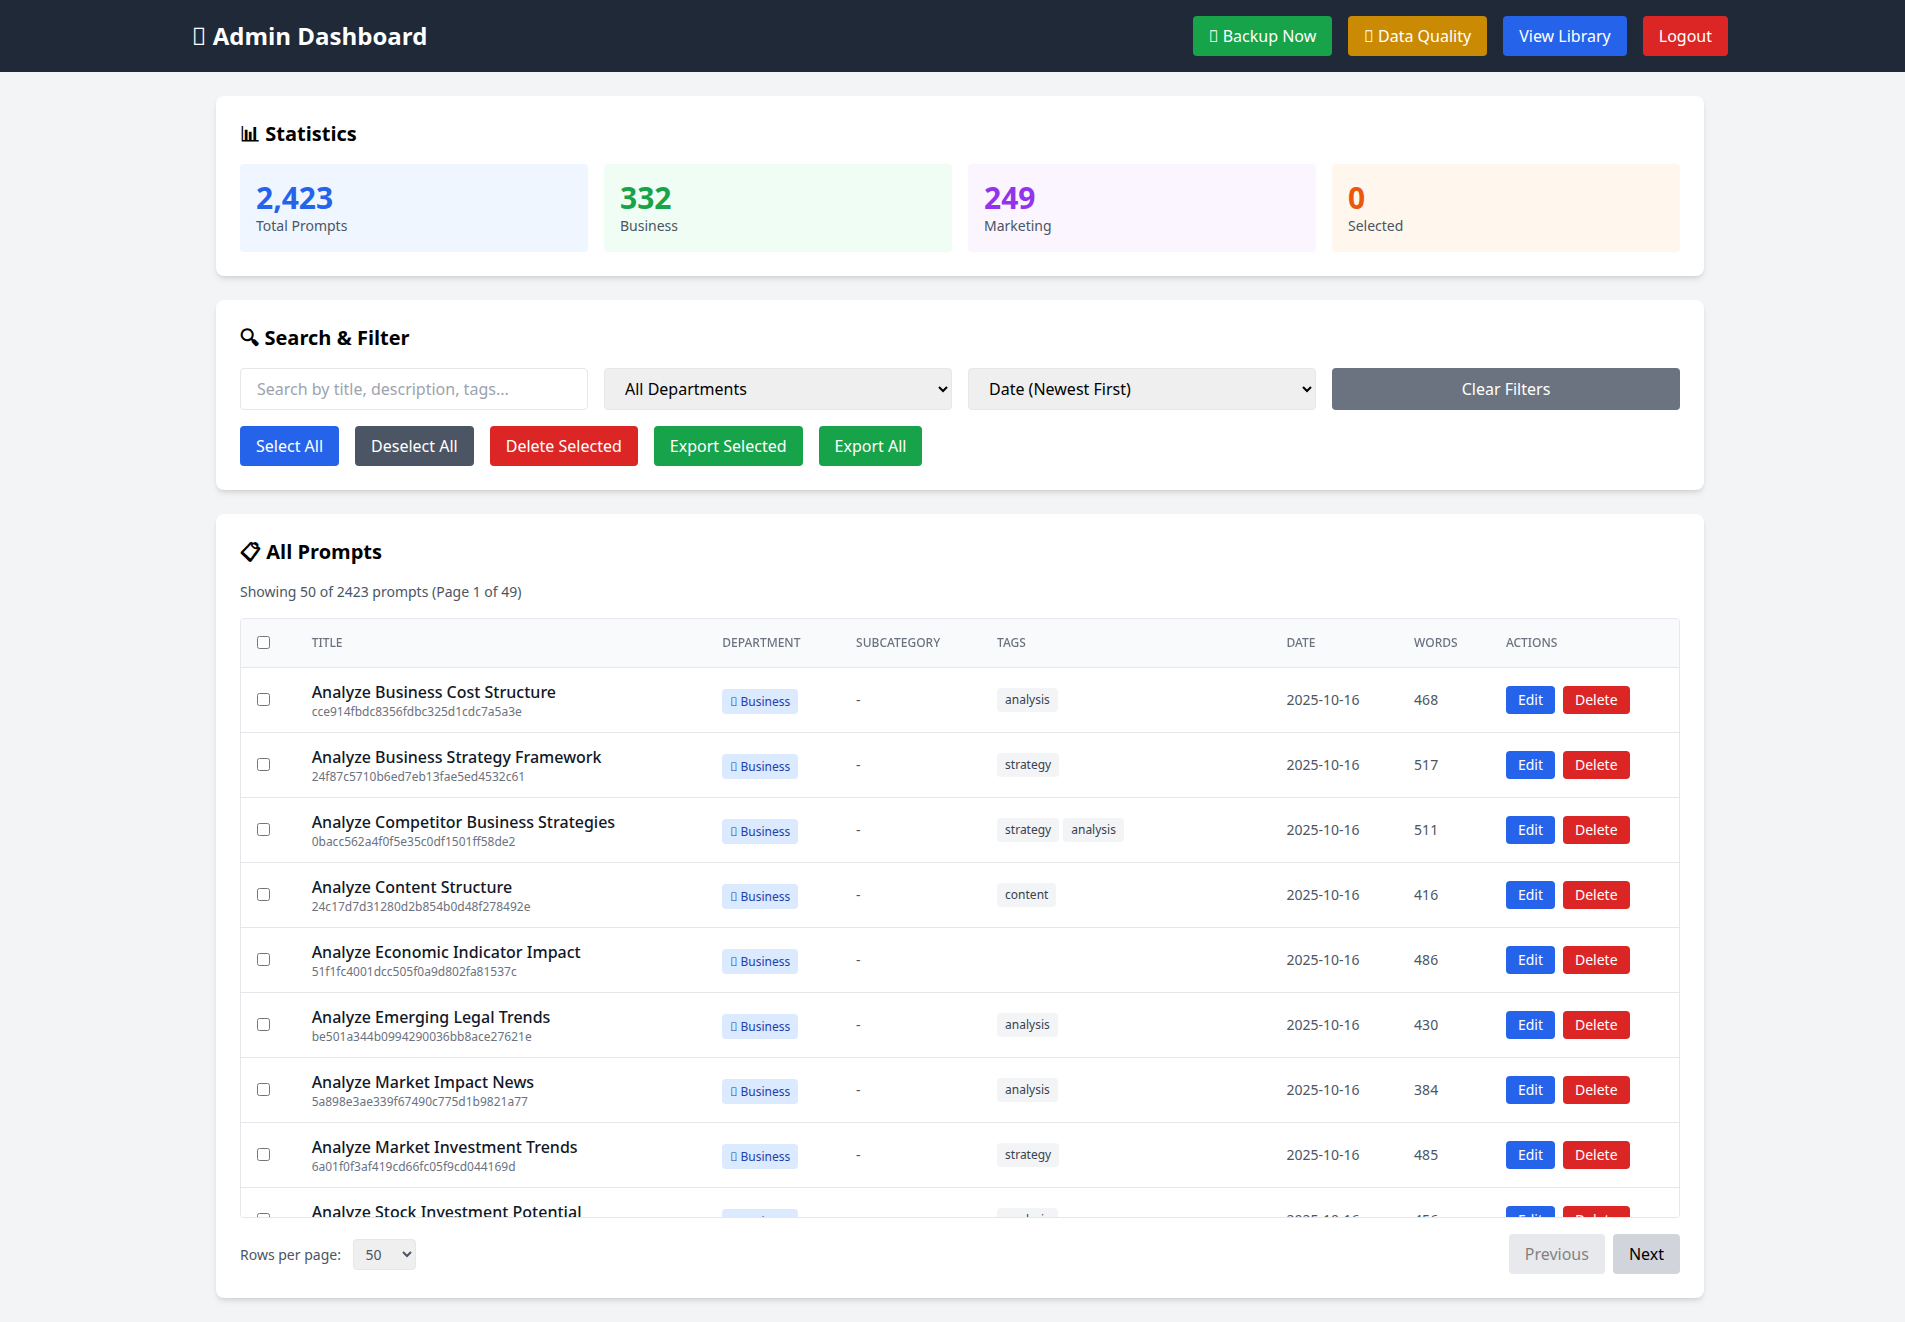 Admin Dashboard
Backup Now
Data Quality
View Library
Logout
📊 Statistics
2,423
Total Prompts
332
Business
249
Marketing
0
Selected
🔍 Search & Filter
Search by title, description, tags...
All Departments
Date (Newest First)
Clear Filters
Select All
Deselect All
Delete Selected
Export Selected
Export All
📋 All Prompts
Showing 50 of 2423 prompts (Page 1 of 49)
TITLE DEPARTMENT SUBCATEGORY TAGS DATE WORDS ACTIONS
Analyze Business Cost Structure
cce914fbdc8356fdbc325d1cdc7a5a3e
Business - analysis 2025-10-16 468 Edit Delete
Analyze Business Strategy Framework
24f87c5710b6ed7eb13fae5ed4532c61
Business - strategy 2025-10-16 517 Edit Delete
Analyze Competitor Business Strategies
0bacc562a4f0f5e35c0df1501ff58de2
Business - strategy analysis 2025-10-16 511 Edit Delete
Analyze Content Structure
24c17d7d31280d2b854b0d48f278492e
Business - content 2025-10-16 416 Edit Delete
Analyze Economic Indicator Impact
51f1fc4001dcc505f0a9d802fa81537c
Business - 2025-10-16 486 Edit Delete
Analyze Emerging Legal Trends
be501a344b0994290036bb8ace27621e
Business - analysis 2025-10-16 430 Edit Delete
Analyze Market Impact News
5a898e3ae339f67490c775d1b9821a77
Business - analysis 2025-10-16 384 Edit Delete
Analyze Market Investment Trends
6a01f0f3af419cd66fc05f9cd044169d
Business - strategy 2025-10-16 485 Edit Delete
Analyze Stock Investment Potential
Rows per page: 50
Previous
Next